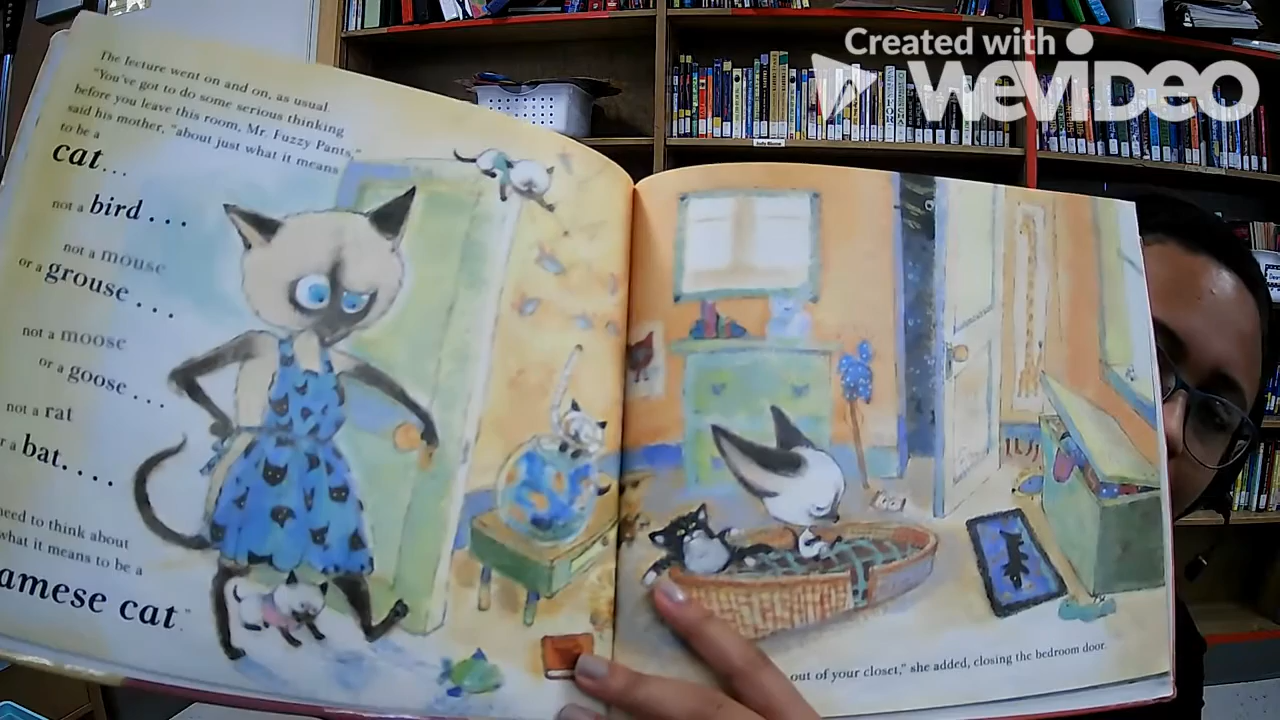 Created with
WEVIDEO
The lecture went on and on, as usual.
"You've got to do some serious thinking
before you leave this room, Mr. Fuzzy Pants,"
said his mother, "about just what it means
to be a
cat...
not a bird . . .
not a mouse
or a grouse . . . .
not a moose
or a goose . . . .
not a rat
r a bat. . . .
need to think about
what it means to be a
amese cat."
out of your closet," she added, closing the bedroom door.
Judy Blume